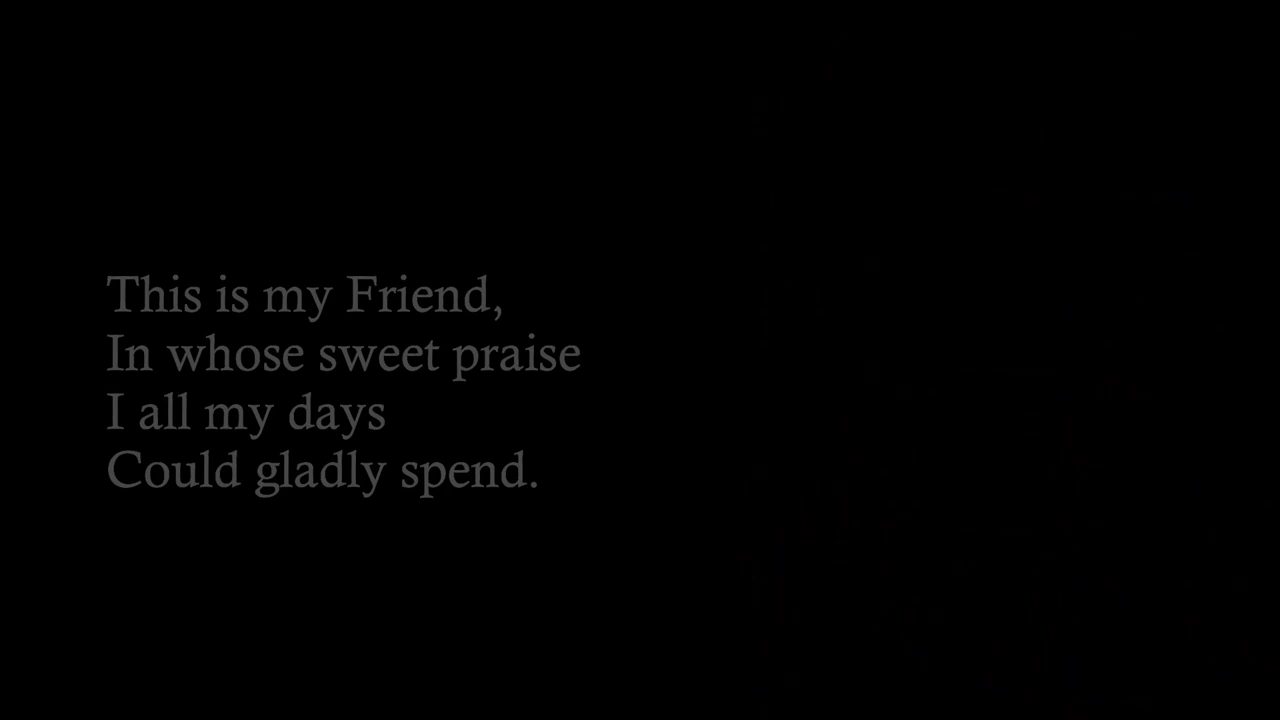 This is my Friend,
In whose sweet praise
I all my days
Could gladly spend.